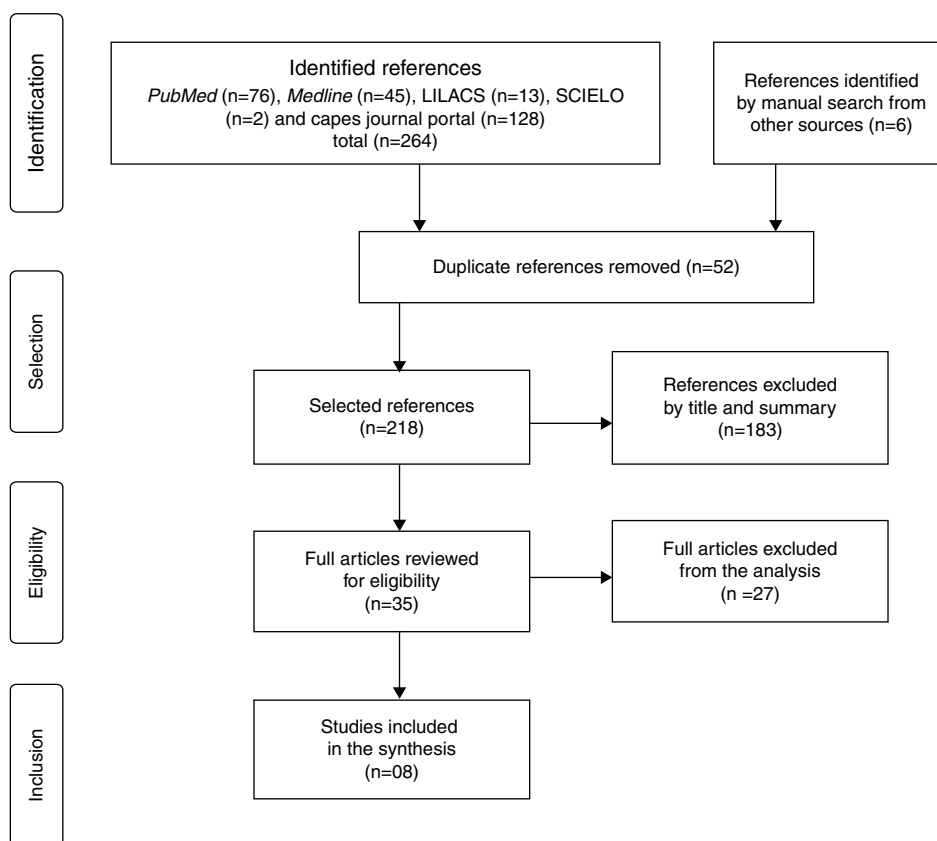 Identification
Identified references
PubMed (n=76), Medline (n=45), LILACS (n=13), SCIELO
(n=2) and capes journal portal (n=128)
total (n=264)
References identified
by manual search from
other sources (n=6)
Duplicate references removed (n=52)
Selection
Selected references
(n=218)
References excluded
by title and summary
(n=183)
Eligibility
Full articles reviewed
for eligibility
(n=35)
Full articles excluded
from the analysis
(n =27)
Inclusion
Studies included
in the synthesis
(n=08)